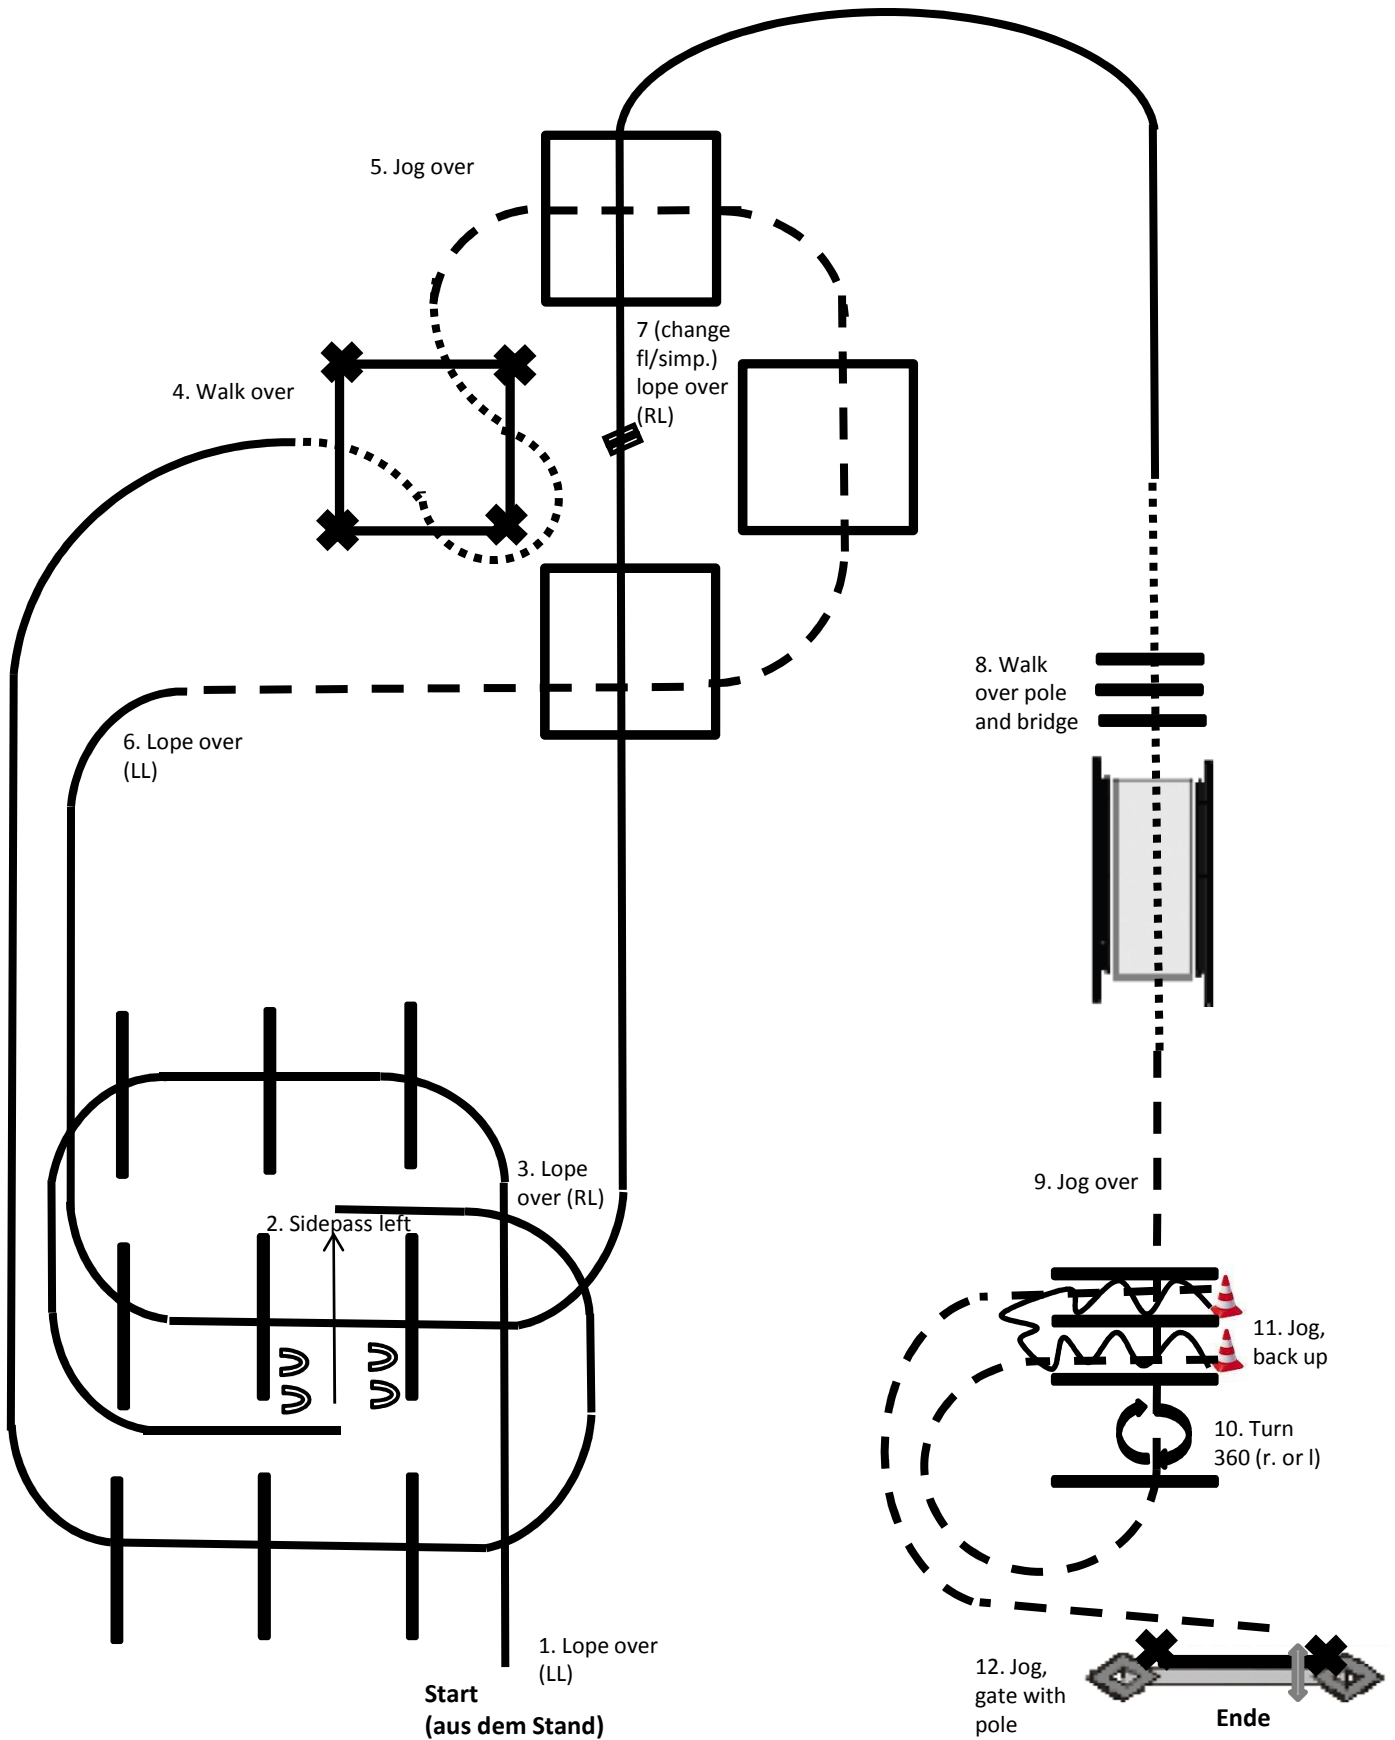 5. Jog over
7 (change
fl/simp.)
lope over
(RL)
4. Walk over
8. Walk
over pole
and bridge
6. Lope over
(LL)
3. Lope
over (RL)
9. Jog over
2. Sidepass left
11. Jog,
back up
10. Turn
360 (r. or l)
1. Lope over
(LL)
12. Jog,
gate with
pole
Start
(aus dem Stand)
Ende